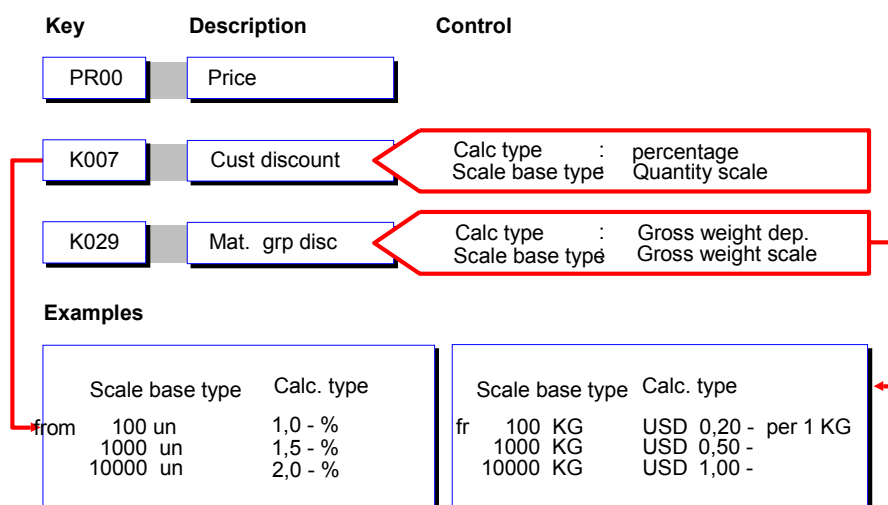 Key Description Control
PR00 Price
K007 Cust discount Calc type : percentage
Scale base type: Quantity scale
K029 Mat. grp disc Calc type : Gross weight dep.
Scale base type: Gross weight scale
Examples
Scale base type Calc. type Scale base type Calc. type
from 100 un 1,0 - % fr 100 KG USD 0,20 - per 1 KG
1000 un 1,5 - % 1000 KG USD 0,50 -
10000 un 2,0 - % 10000 KG USD 1,00 -